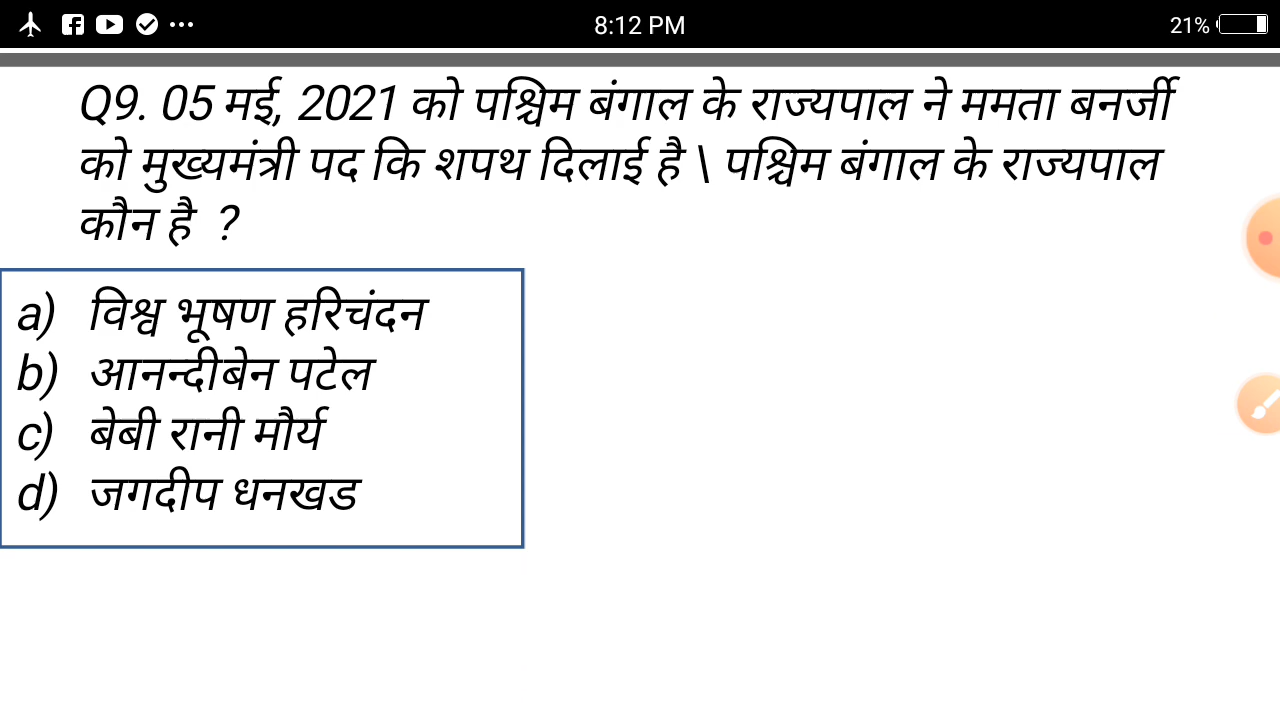 8:12 PM 21%
Q9. 05 मई, 2021 को पश्चिम बंगाल के राज्यपाल ने ममता बनर्जी
को मुख्यमंत्री पद कि शपथ दिलाई है \ पश्चिम बंगाल के राज्यपाल
कौन है ?
a) विश्व भूषण हरिचंदन
b) आनन्दीबेन पटेल
c) बेबी रानी मौर्य
d) जगदीप धनखड